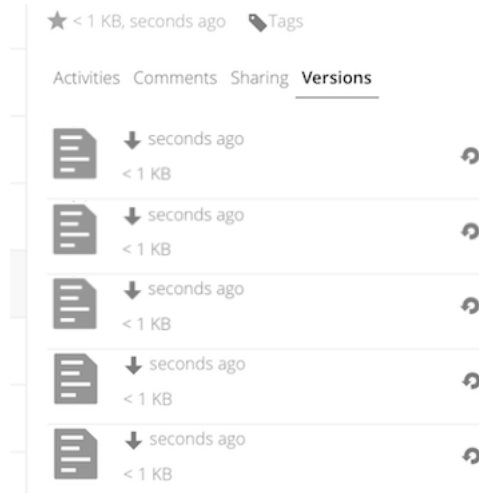 < 1 KB, seconds ago Tags
Activities Comments Sharing Versions
seconds ago
< 1 KB
seconds ago
< 1 KB
seconds ago
< 1 KB
seconds ago
< 1 KB
seconds ago
< 1 KB